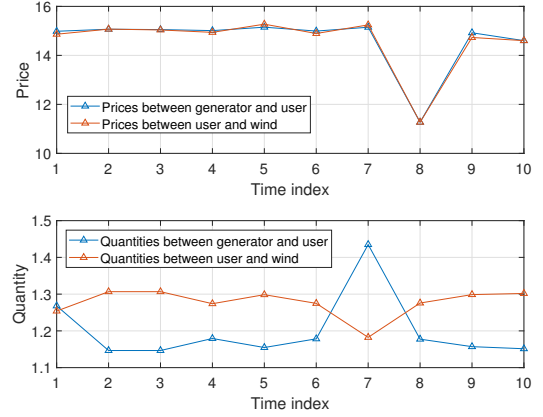 16
14
12
10
Price
Prices between generator and user
Prices between user and wind
1 2 3 4 5 6 7 8 9 10
Time index
1.5
1.4
1.3
1.2
1.1
Quantity
Quantities between generator and user
Quantities between user and wind
1 2 3 4 5 6 7 8 9 10
Time index